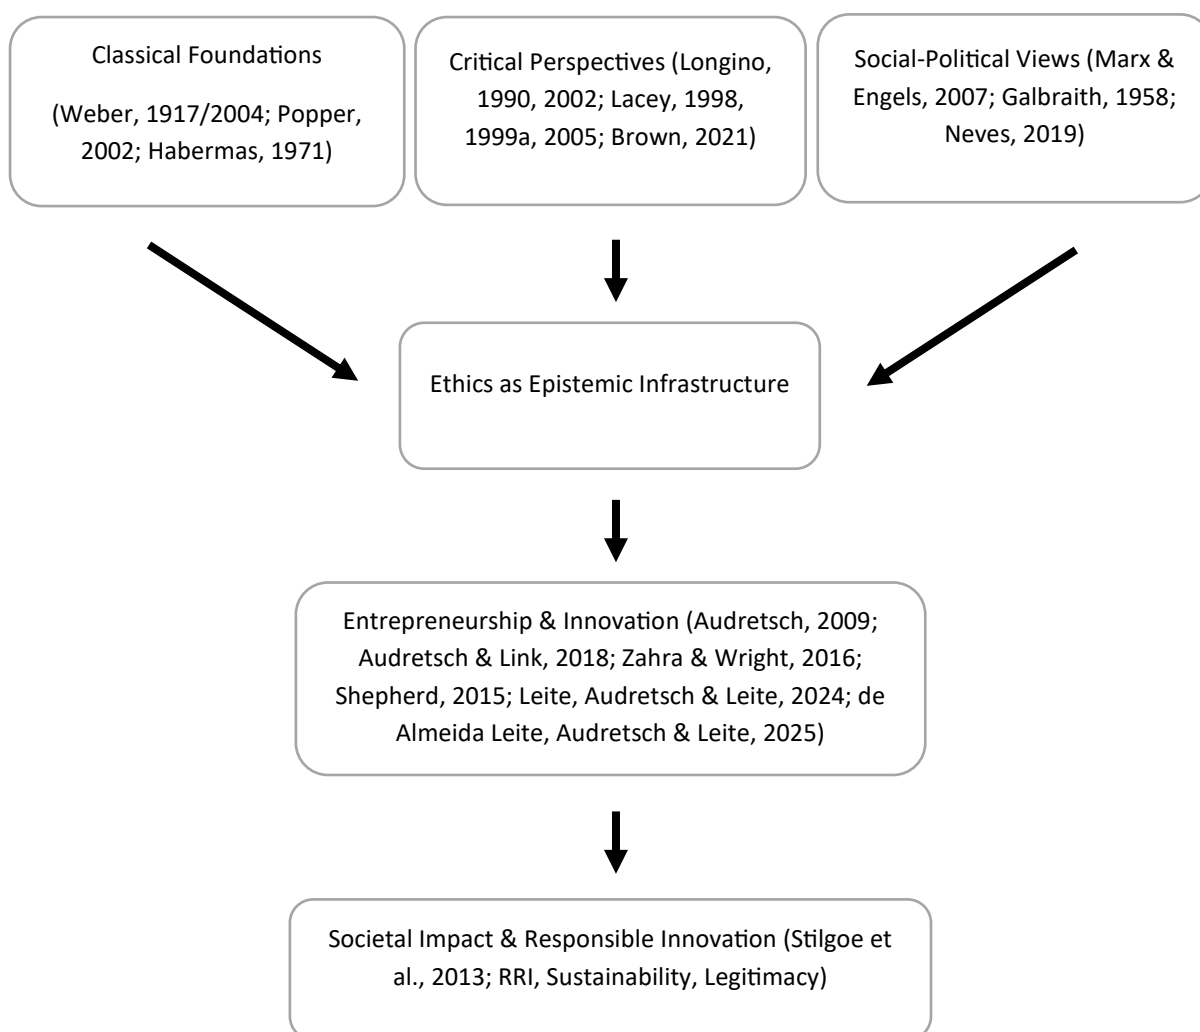 Classical Foundations
(Weber, 1917/2004; Popper,
2002; Habermas, 1971)
Critical Perspectives (Longino,
1990, 2002; Lacey, 1998,
1999a, 2005; Brown, 2021)
Social-Political Views (Marx &
Engels, 2007; Galbraith, 1958;
Neves, 2019)
Ethics as Epistemic Infrastructure
Entrepreneurship & Innovation (Audretsch, 2009;
Audretsch & Link, 2018; Zahra & Wright, 2016;
Shepherd, 2015; Leite, Audretsch & Leite, 2024; de
Almeida Leite, Audretsch & Leite, 2025)
Societal Impact & Responsible Innovation (Stilgoe et
al., 2013; RRI, Sustainability, Legitimacy)